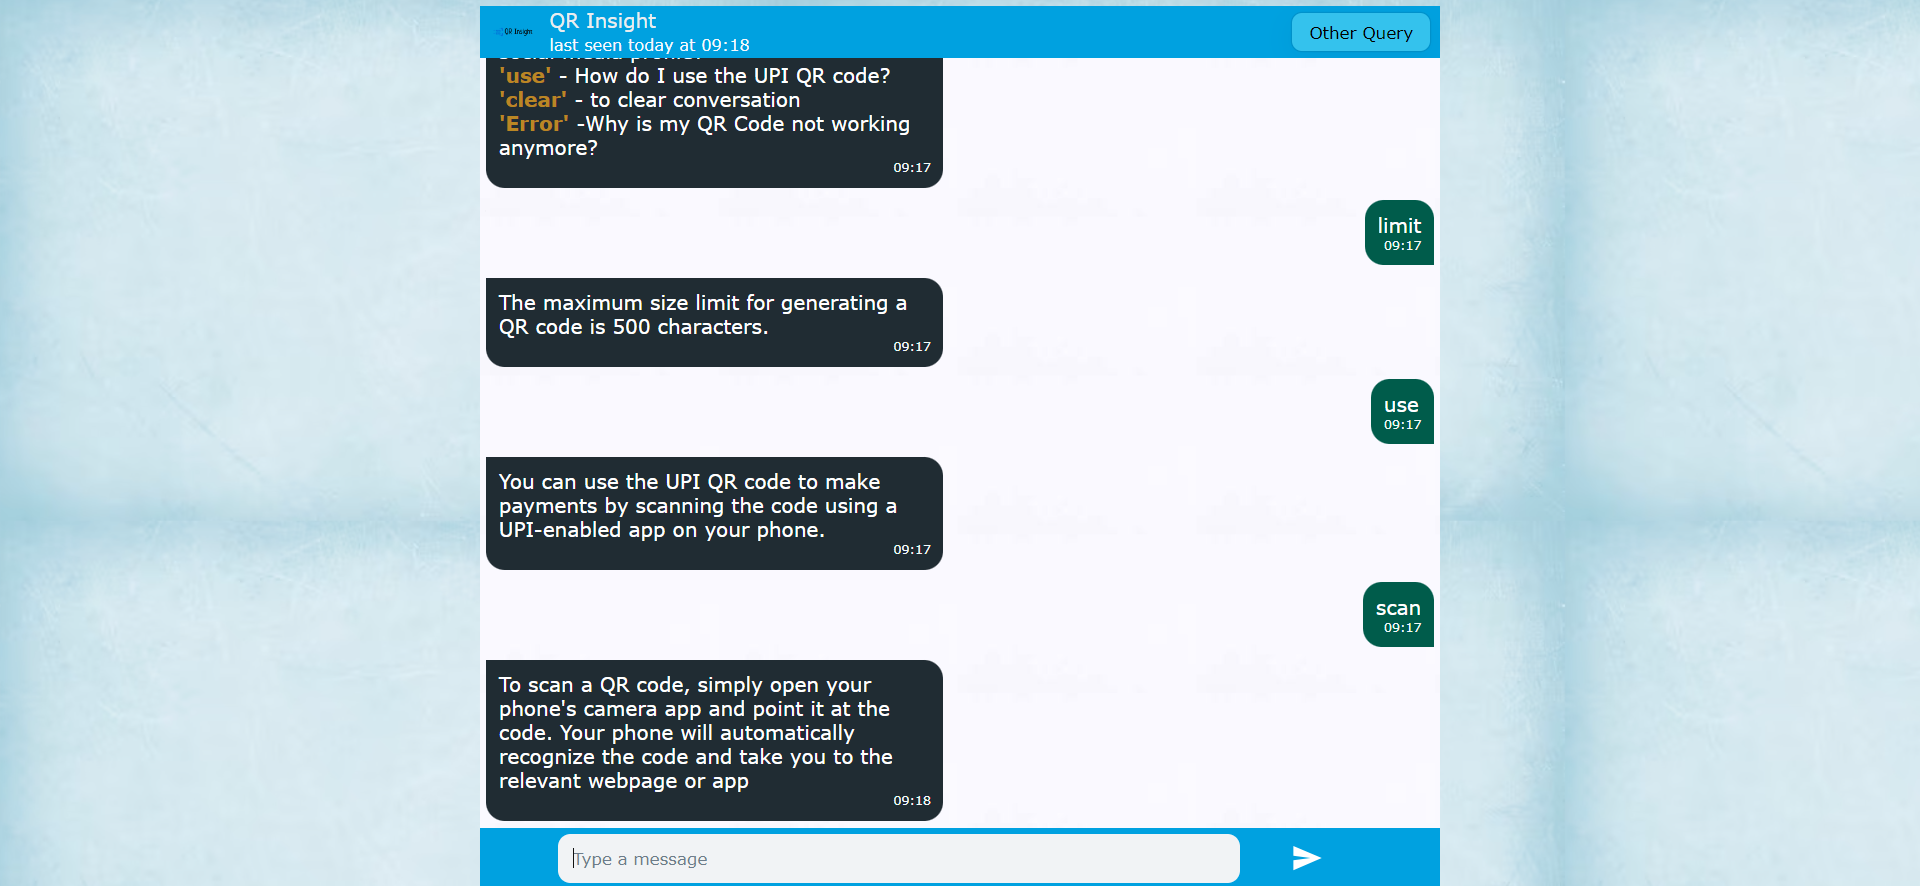 QR Insight
QR Insight
last seen today at 09:18
Other Query
social media profile?
'use' - How do I use the UPI QR code?
'clear' - to clear conversation
'Error' -Why is my QR Code not working
anymore?
09:17
limit
09:17
The maximum size limit for generating a
QR code is 500 characters.
09:17
use
09:17
You can use the UPI QR code to make
payments by scanning the code using a
UPI-enabled app on your phone.
09:17
scan
09:17
To scan a QR code, simply open your
phone's camera app and point it at the
code. Your phone will automatically
recognize the code and take you to the
relevant webpage or app
09:18
Type a message